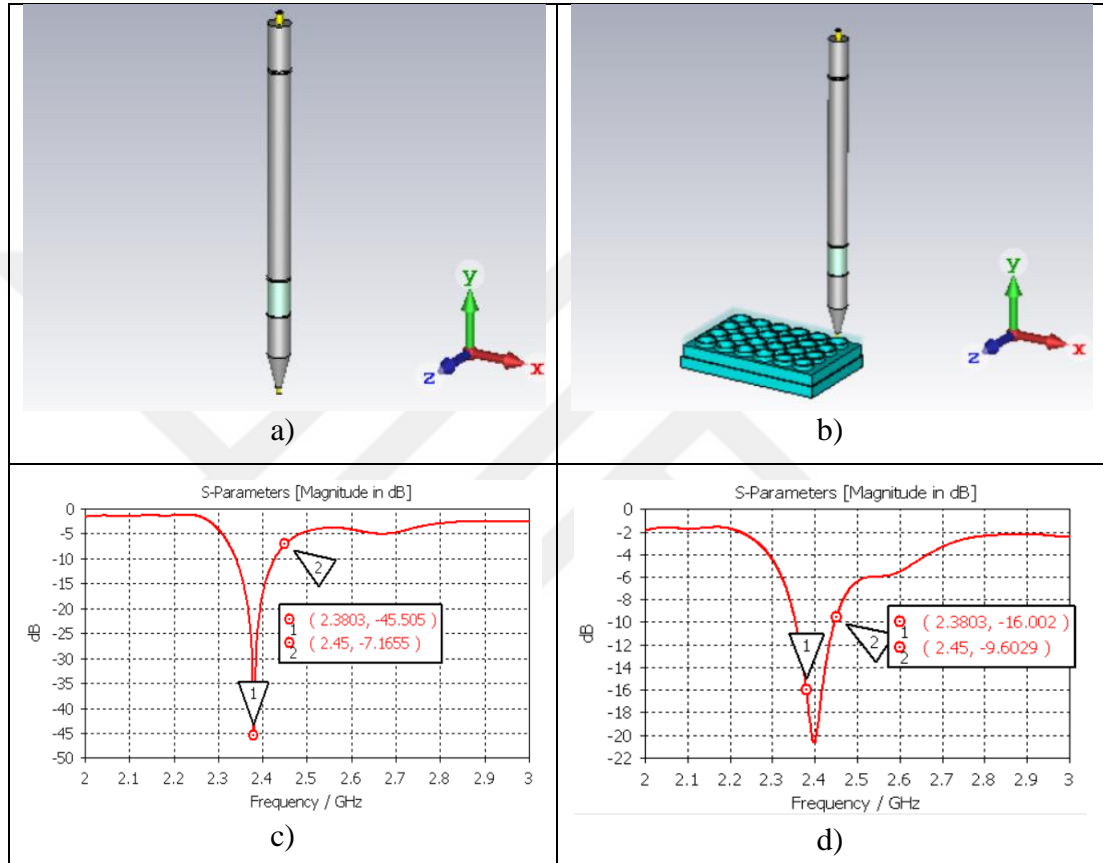 y
x
z
a)
y
x
z
b)
S-Parameters [Magnitude in dB]
0
-5
-10
-15
-20
-25
-30
-35
-40
-45
-50
dB
1
2
1 ( 2.3803, -45.505 )
2 ( 2.45, -7.1655 )
2 2.1 2.2 2.3 2.4 2.5 2.6 2.7 2.8 2.9 3
Frequency / GHz
c)
S-Parameters [Magnitude in dB]
0
-2
-4
-6
-8
-10
-12
-14
-16
-18
-20
-22
dB
1
2
1 ( 2.3803, -16.002 )
2 ( 2.45, -9.6029 )
2 2.1 2.2 2.3 2.4 2.5 2.6 2.7 2.8 2.9 3
Frequency / GHz
d)